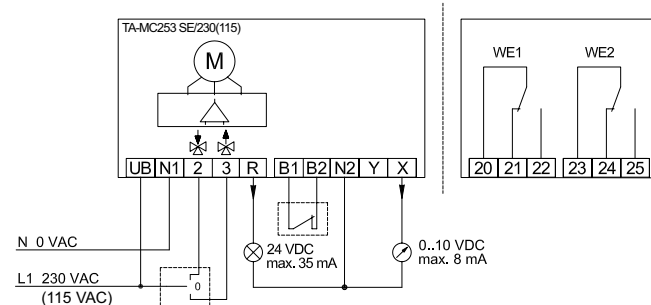 TA-MC253 SE/230(115)
M
WE1 WE2
UB N1 2 3 R B1 B2 N2 Y X
20 21 22 23 24 25
N 0 VAC
24 VDC
max. 35 mA
0..10 VDC
max. 8 mA
L1 230 VAC
(115 VAC)
0